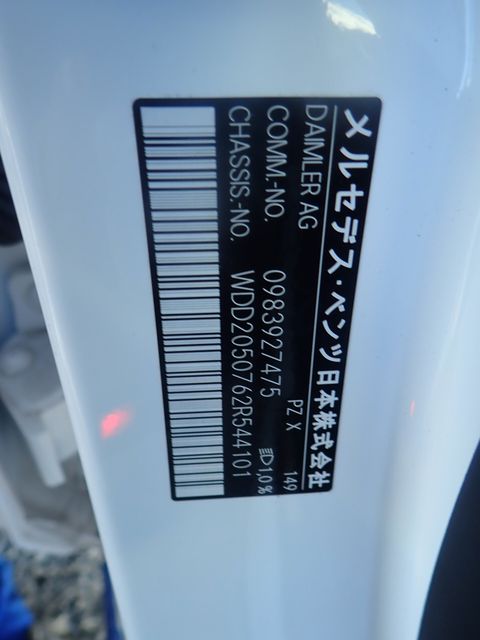 メルセデス・ベンツ日本株式会社
DAIMLER AG PZ X 149
COMM.-NO. 0983927475 1,0%
CHASSIS.-NO. WDD2050762R544101